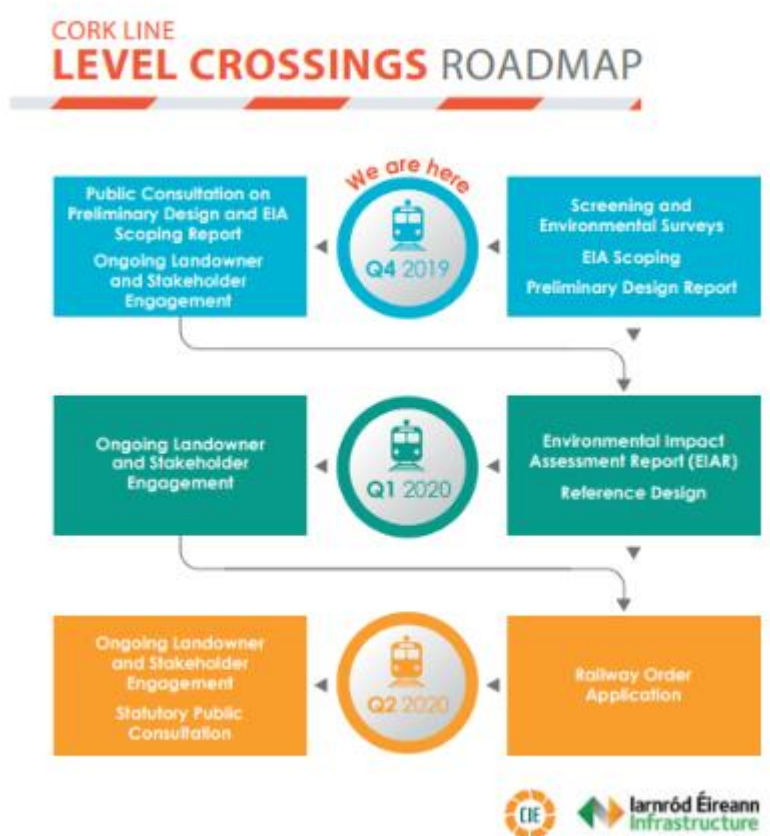 CORK LINE
LEVEL CROSSINGS ROADMAP
Public Consultation on
Preliminary Design and EIA
Scoping Report
Ongoing Landowner
and Stakeholder
Engagement
We are here
Q4 2019
Screening and
Environmental Surveys
EIA Scoping
Preliminary Design Report
Ongoing Landowner
and Stakeholder
Engagement
Q1 2020
Environmental Impact
Assessment Report (EIAR)
Reference Design
Ongoing Landowner
and Stakeholder
Engagement
Statutory Public
Consultation
Q2 2020
Railway Order
Application
CIE
Iarnród Éireann
Infrastructure